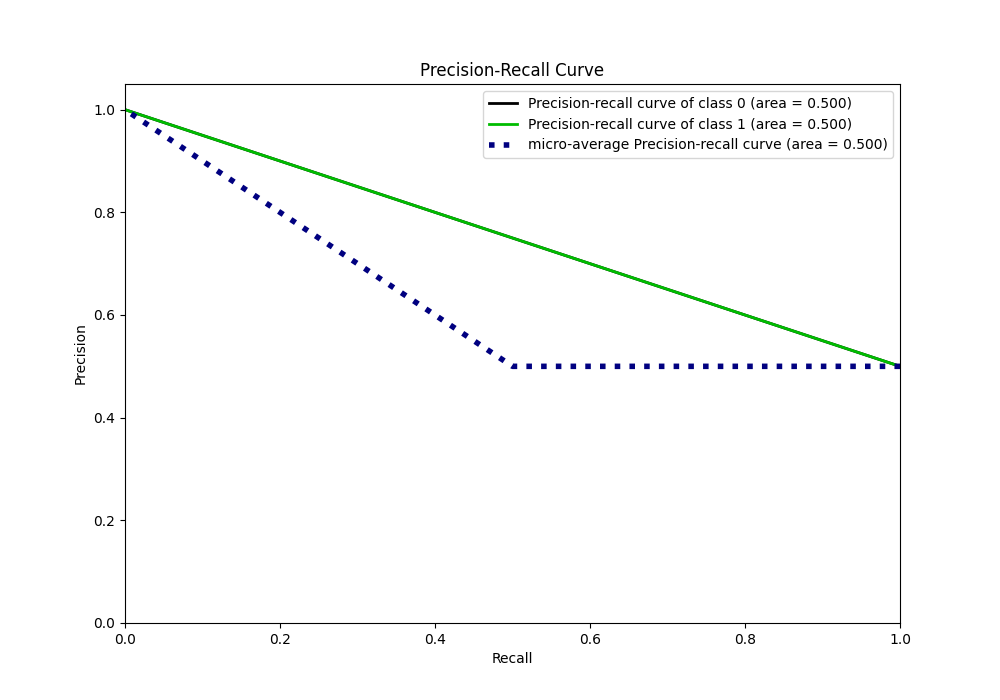 Precision-Recall Curve
Precision-recall curve of class 0 (area = 0.500)
Precision-recall curve of class 1 (area = 0.500)
micro-average Precision-recall curve (area = 0.500)
1.0
0.8
0.6
0.4
0.2
0.0
Precision
0.0 0.2 0.4 0.6 0.8 1.0
Recall